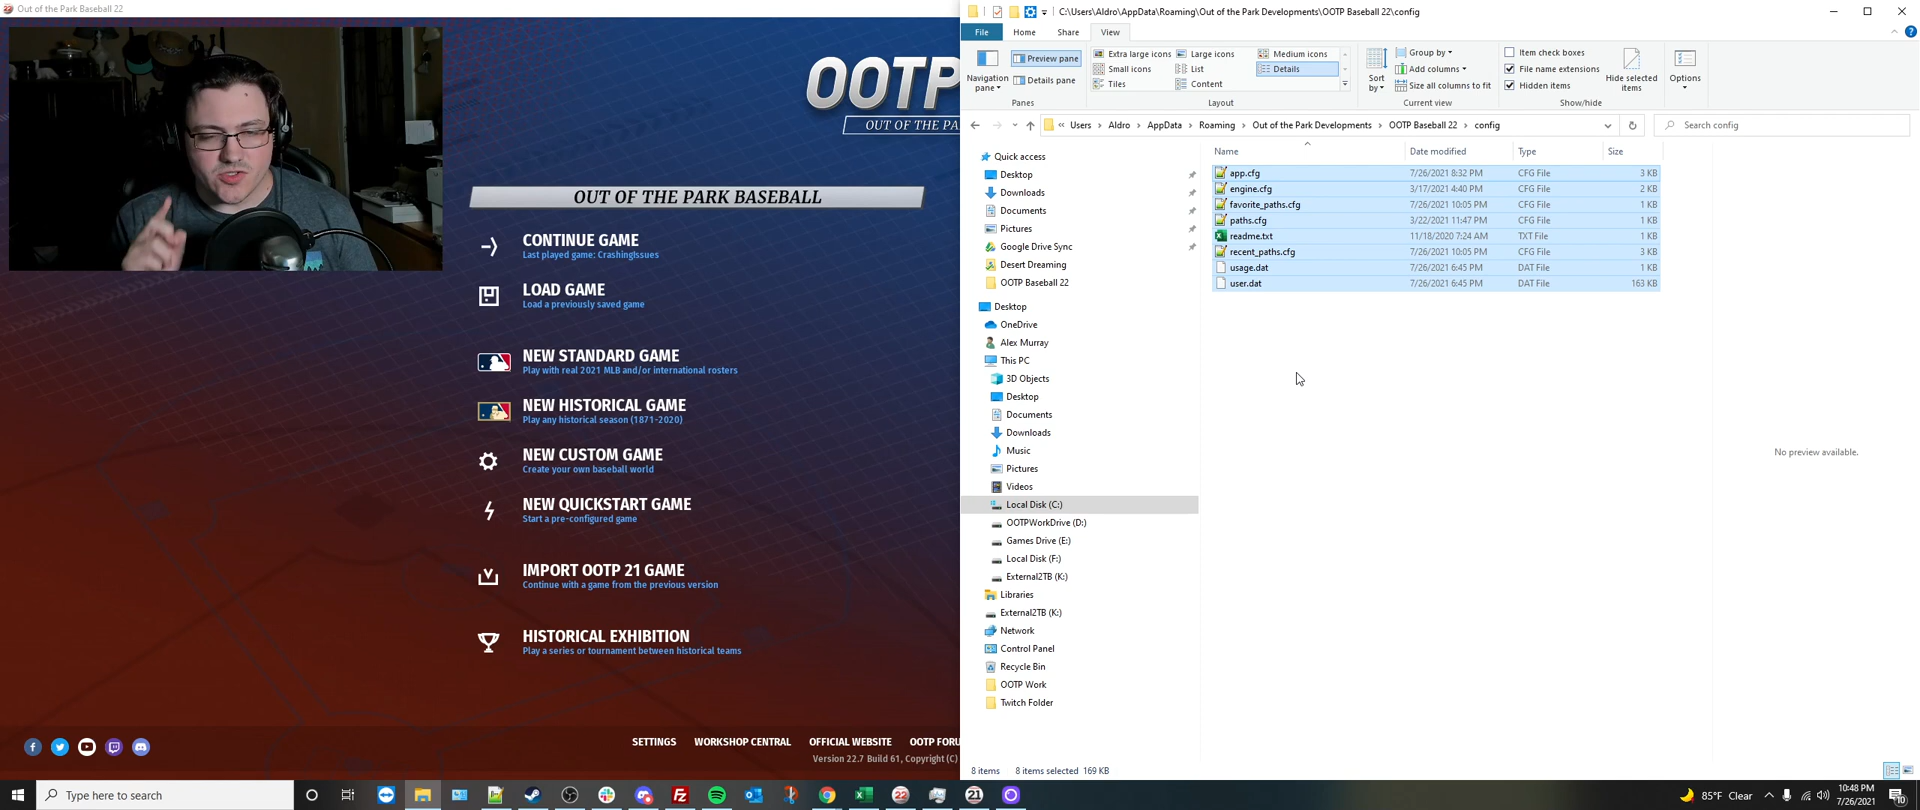 Out of the Park Baseball 22
OOTP
OUT OF THE PA
OUT OF THE PARK BASEBALL
CONTINUE GAME
Last played game: CrashingIssues
LOAD GAME
Load a previously saved game
NEW STANDARD GAME
Play with real 2021 MLB and/or international rosters
NEW HISTORICAL GAME
Play any historical season (1871-2020)
NEW CUSTOM GAME
Create your own baseball world
NEW QUICKSTART GAME
Start a pre-configured game
IMPORT OOTP 21 GAME
Continue with a game from the previous version
HISTORICAL EXHIBITION
Play a series or tournament between historical teams
SETTINGS WORKSHOP CENTRAL OFFICIAL WEBSITE OOTP FORU
Version 22.7 Build 61, Copyright (C)
C:\Users\Aldro\AppData\Roaming\Out of the Park Developments\OOTP Baseball 22\config
File Home Share View
Navigation pane
Preview pane
Details pane
Panes
Extra large icons Large icons Medium icons
Small icons List Details
Tiles Content
Layout
Sort by
Group by
Add columns
Size all columns to fit
Current view
Item check boxes
File name extensions
Hidden items
Hide selected items
Show/hide
Options
« Users > Aldro > AppData > Roaming > Out of the Park Developments > OOTP Baseball 22 > config
Search config
Quick access
Desktop
Downloads
Documents
Pictures
Google Drive Sync
Desert Dreaming
OOTP Baseball 22
Desktop
OneDrive
Alex Murray
This PC
3D Objects
Desktop
Documents
Downloads
Music
Pictures
Videos
Local Disk (C:)
OOTPWorkDrive (D:)
Games Drive (E:)
Local Disk (F:)
External2TB (K:)
Libraries
External2TB (K:)
Network
Control Panel
Recycle Bin
OOTP Work
Twitch Folder
Name Date modified Type Size
app.cfg 7/26/2021 8:32 PM CFG File 3 KB
engine.cfg 3/17/2021 4:40 PM CFG File 2 KB
favorite_paths.cfg 7/26/2021 10:05 PM CFG File 1 KB
paths.cfg 3/22/2021 11:47 PM CFG File 1 KB
readme.txt 11/18/2020 7:24 AM TXT File 1 KB
recent_paths.cfg 7/26/2021 10:05 PM CFG File 3 KB
usage.dat 7/26/2021 6:45 PM DAT File 1 KB
user.dat 7/26/2021 6:45 PM DAT File 163 KB
No preview available.
8 items 8 items selected 169 KB
Type here to search
22
21
85°F Clear
10:48 PM
7/26/2021
10